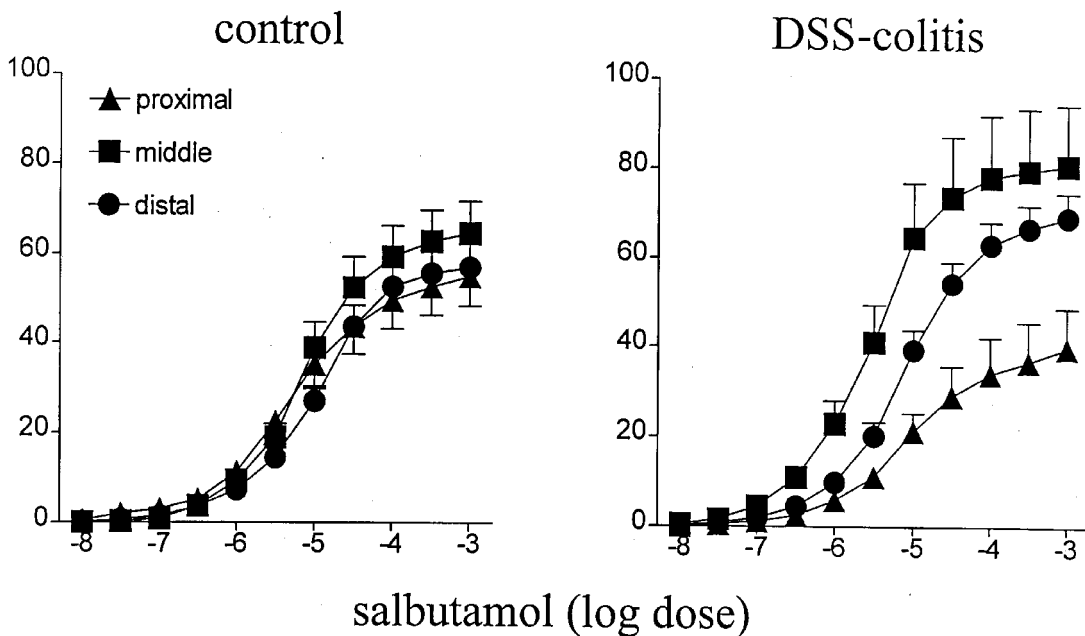 control
100
80
60
40
20
0
proximal
middle
distal
-8 -7 -6 -5 -4 -3
DSS-colitis
100
80
60
40
20
0
-8 -7 -6 -5 -4 -3
salbutamol (log dose)